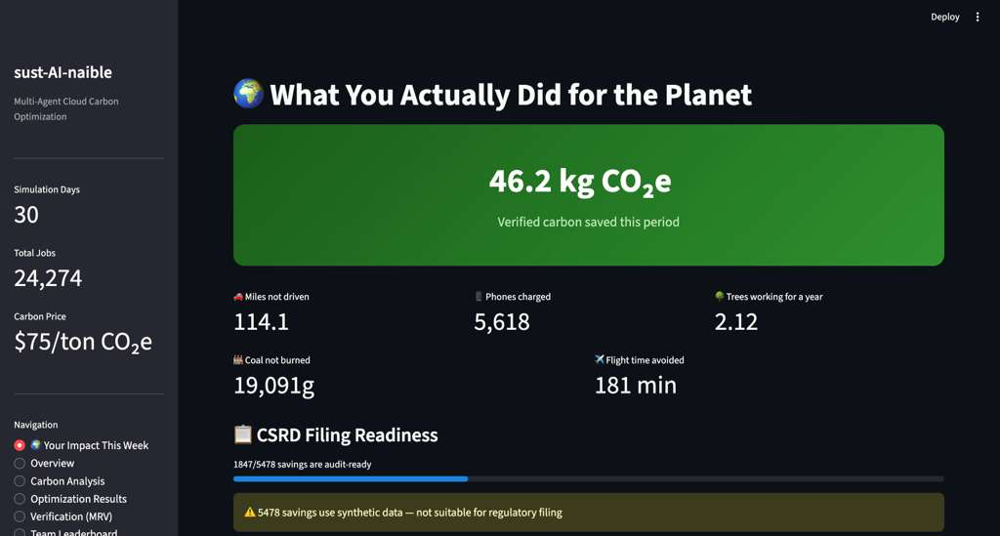 Deploy
sust-AI-naible
Multi-Agent Cloud Carbon
Optimization
Simulation Days
30
Total Jobs
24,274
Carbon Price
$75/ton CO₂e
Navigation
🌍 Your Impact This Week
Overview
Carbon Analysis
Optimization Results
Verification (MRV)
Team Leaderboard
🌍 What You Actually Did for the Planet
46.2 kg CO₂e
Verified carbon saved this period
🚗 Miles not driven
114.1
📱 Phones charged
5,618
🌳 Trees working for a year
2.12
🏭 Coal not burned
19,091g
✈️ Flight time avoided
181 min
📋 CSRD Filing Readiness
1847/5478 savings are audit-ready
⚠️ 5478 savings use synthetic data — not suitable for regulatory filing